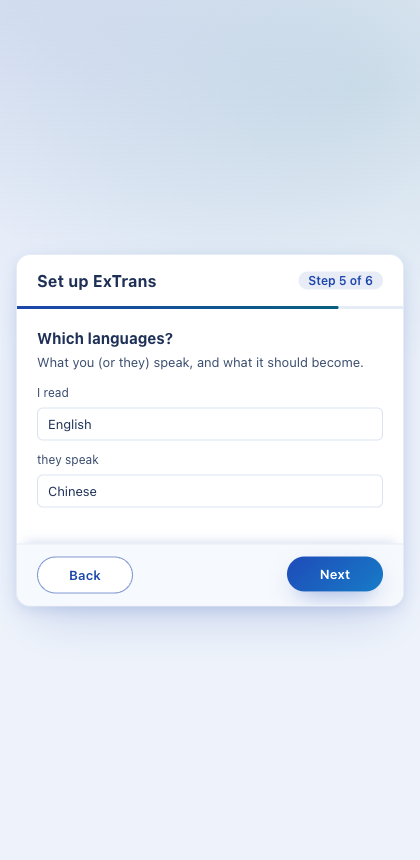 Set up ExTrans
Step 5 of 6
Which languages?
What you (or they) speak, and what it should become.
I read
English
they speak
Chinese
Back
Next